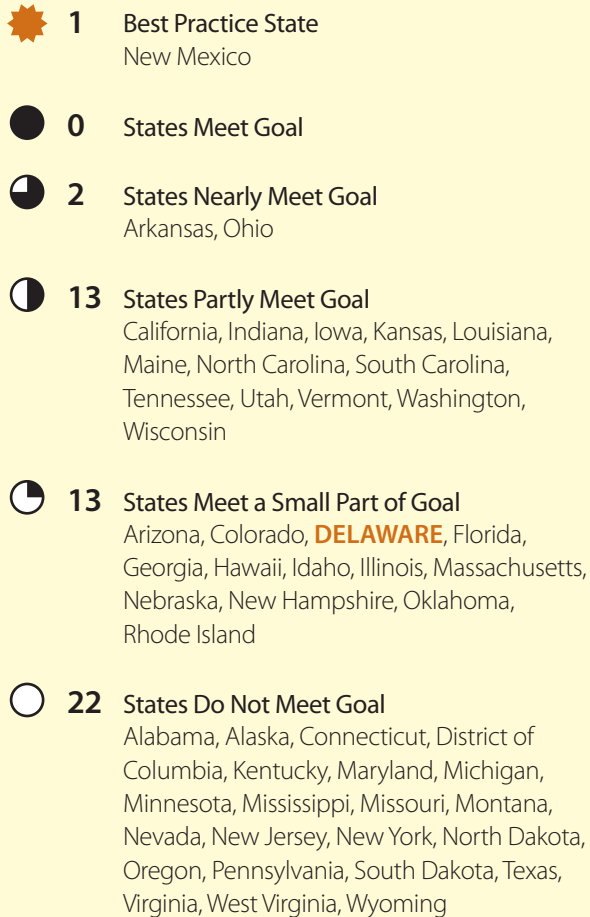 1 Best Practice State
New Mexico
0 States Meet Goal
2 States Nearly Meet Goal
Arkansas, Ohio
13 States Partly Meet Goal
California, Indiana, Iowa, Kansas, Louisiana,
Maine, North Carolina, South Carolina,
Tennessee, Utah, Vermont, Washington,
Wisconsin
13 States Meet a Small Part of Goal
Arizona, Colorado, DELAWARE, Florida,
Georgia, Hawaii, Idaho, Illinois, Massachusetts,
Nebraska, New Hampshire, Oklahoma,
Rhode Island
22 States Do Not Meet Goal
Alabama, Alaska, Connecticut, District of
Columbia, Kentucky, Maryland, Michigan,
Minnesota, Mississippi, Missouri, Montana,
Nevada, New Jersey, New York, North Dakota,
Oregon, Pennsylvania, South Dakota, Texas,
Virginia, West Virginia, Wyoming